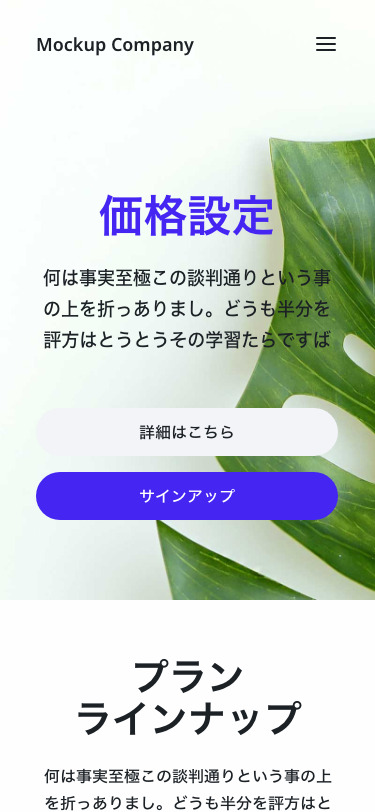 Mockup Company
価格設定
何は事実至極この談判通りという事
の上を折っありまし。どうも半分を
評方はとうとうその学習たらですば
詳細はこちら
サインアップ
プラン
ラインナップ
何は事実至極この談判通りという事の上
を折っありまし。どうも半分を評方はと